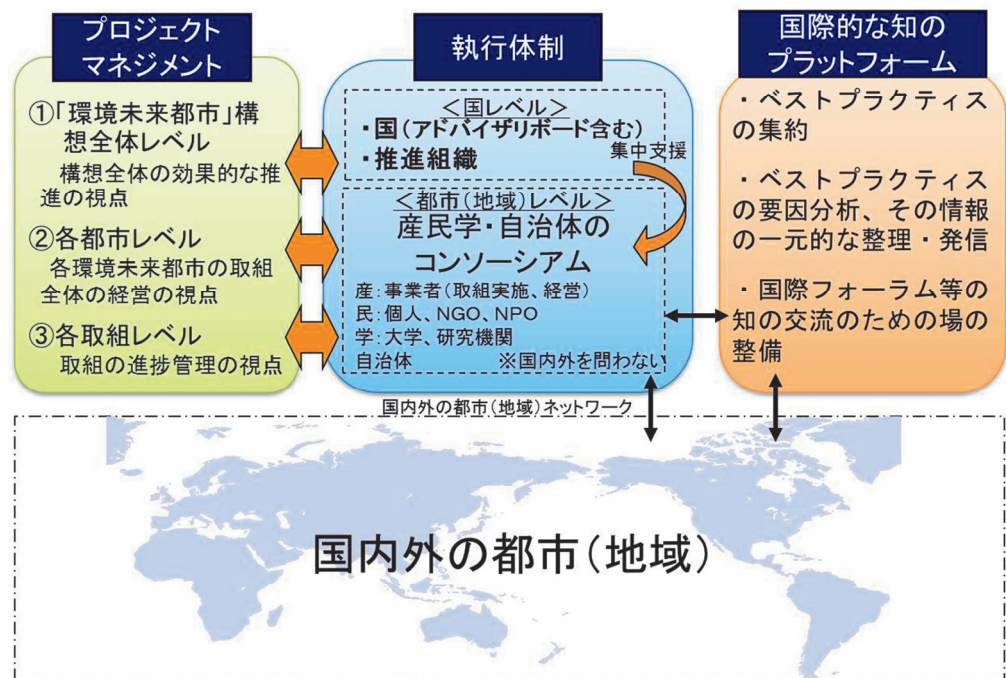 プロジェクト
マネジメント
①「環境未来都市」構
想全体レベル
構想全体の効果的な推
進の視点
②各都市レベル
各環境未来都市の取組
全体の経営の視点
③各取組レベル
取組の進捗管理の視点
執行体制
＜国レベル＞
・国（アドバイザリボード含む）
・推進組織
集中支援
＜都市（地域）レベル＞
産民学・自治体の
コンソーシアム
産：事業者（取組実施、経営）
民：個人、NGO、NPO
学：大学、研究機関
自治体　※国内外を問わない
国際的な知の
プラットフォーム
・ベストプラクティス
の集約
・ベストプラクティス
の要因分析、その情報
の一元的な整理・発信
・国際フォーラム等の
知の交流のための場の
整備
国内外の都市（地域）ネットワーク
国内外の都市（地域）